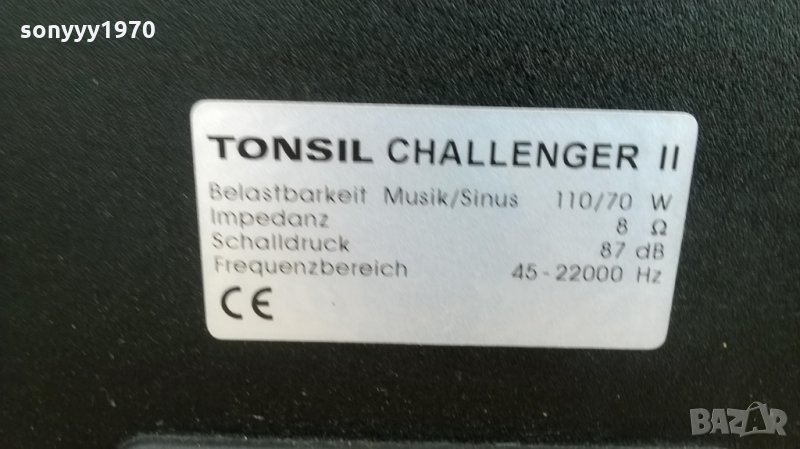 sonyyy1970
TONSIL CHALLENGER II
Belastbarkeit Musik/Sinus 110/70 W
Impedanz 8 Ω
Schalldruck 87 dB
Frequenzbereich 45-22000 Hz
CE
BAZAR